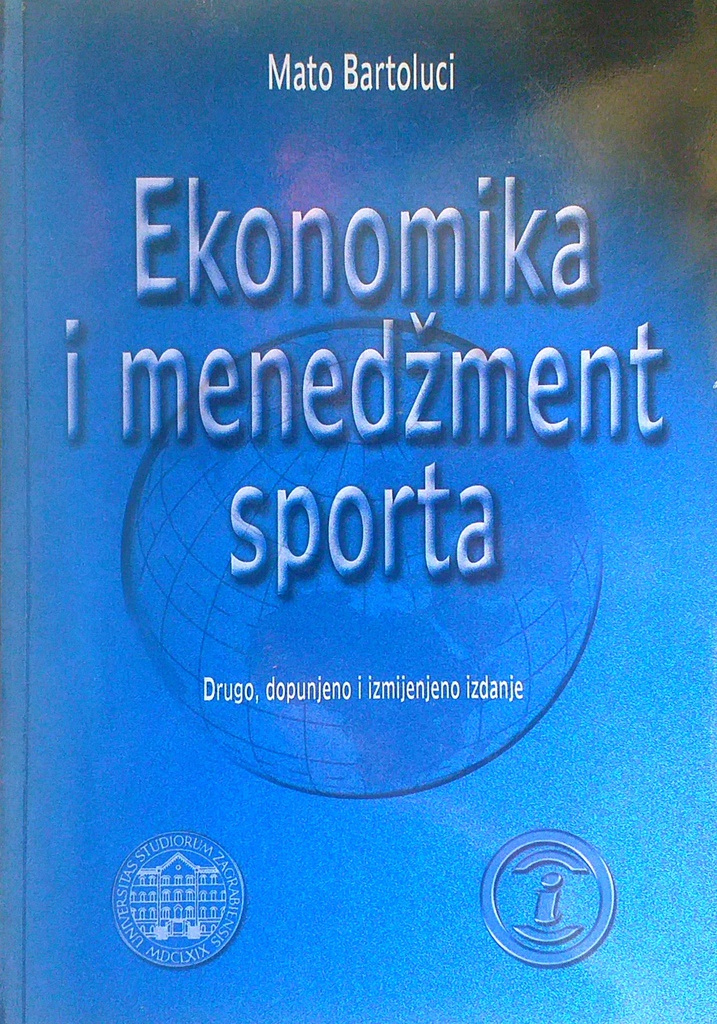 Mato Bartoluci
Ekonomika
i menedžment
sporta
Drugo, dopunjeno i izmijenjeno izdanje
UNIVERSITAS STUDIORUM ZAGRABIENSIS
MDCLXIX
i